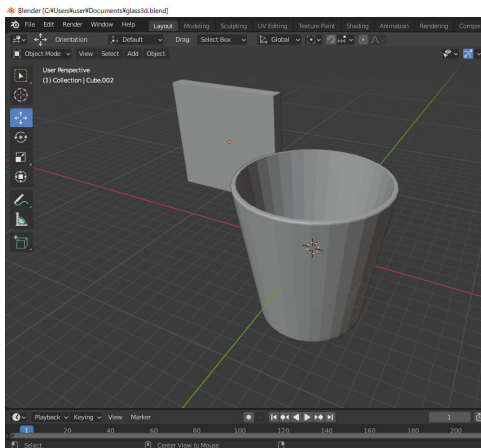 Blender [C:¥Users¥user¥Documents¥glass3d.blend]
File Edit Render Window Help Layout Modeling Sculpting UV Editing Texture Paint Shading Animation Rendering
Orientation: Default Drag: Select Box Global
Object Mode View Select Add Object
User Perspective
(1) Collection | Cube.002
Playback Keying View Marker 1
1 20 40 60 80 100 120 140 160 180 200
Select Center View to Mouse